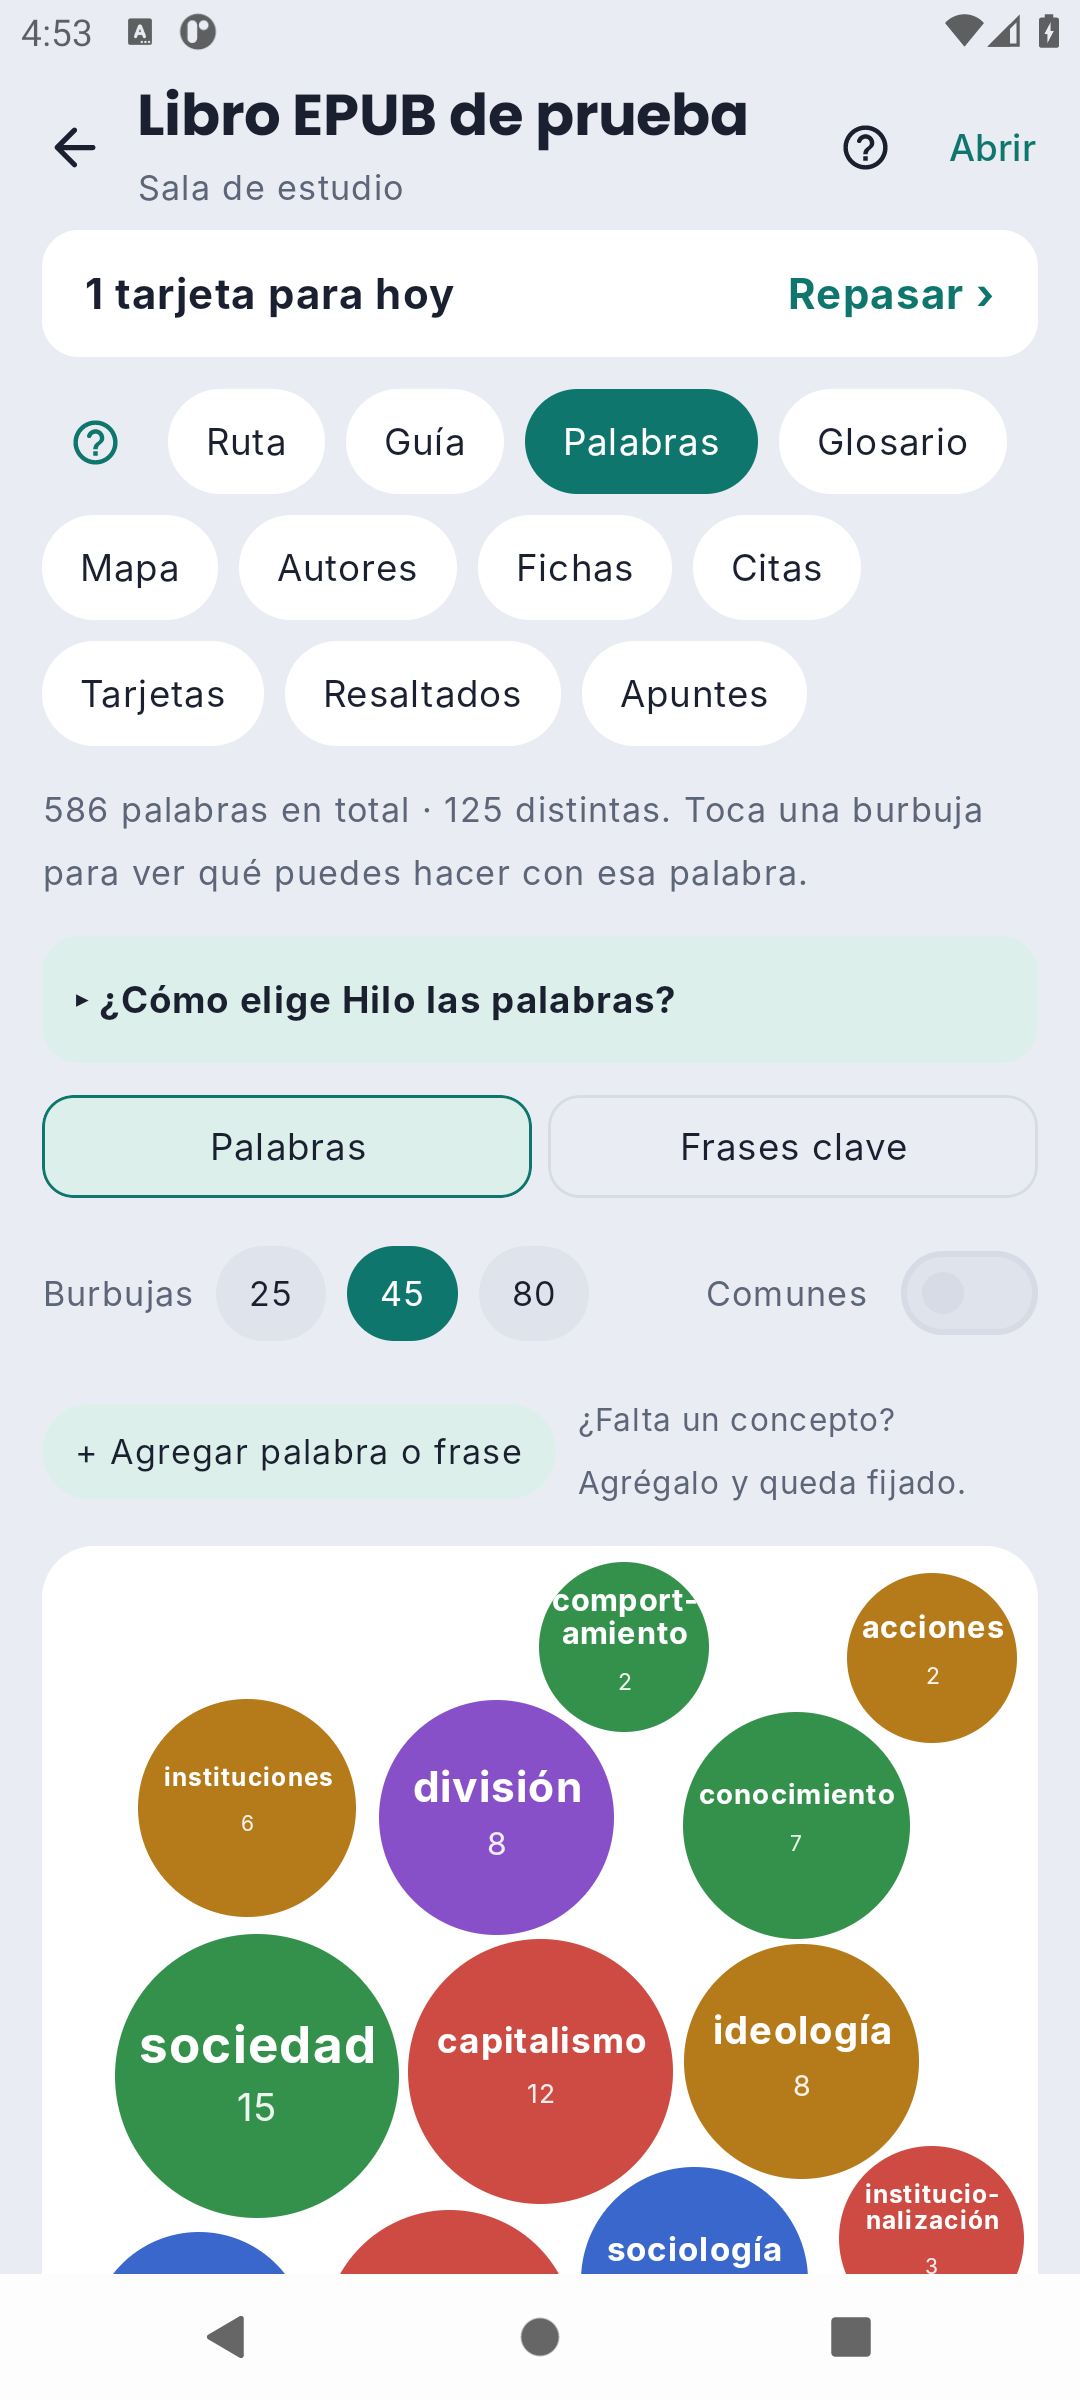 4:53
Libro EPUB de prueba
Sala de estudio
Abrir
1 tarjeta para hoy
Repasar ›
Ruta
Guía
Palabras
Glosario
Mapa
Autores
Fichas
Citas
Tarjetas
Resaltados
Apuntes
586 palabras en total · 125 distintas. Toca una burbuja
para ver qué puedes hacer con esa palabra.
▸ ¿Cómo elige Hilo las palabras?
Palabras
Frases clave
Burbujas
25
45
80
Comunes
+ Agregar palabra o frase
¿Falta un concepto?
Agrégalo y queda fijado.
comport-
amiento
2
acciones
2
instituciones
6
división
8
conocimiento
7
sociedad
15
capitalismo
12
ideología
8
sociología
institucio-
nalización
3